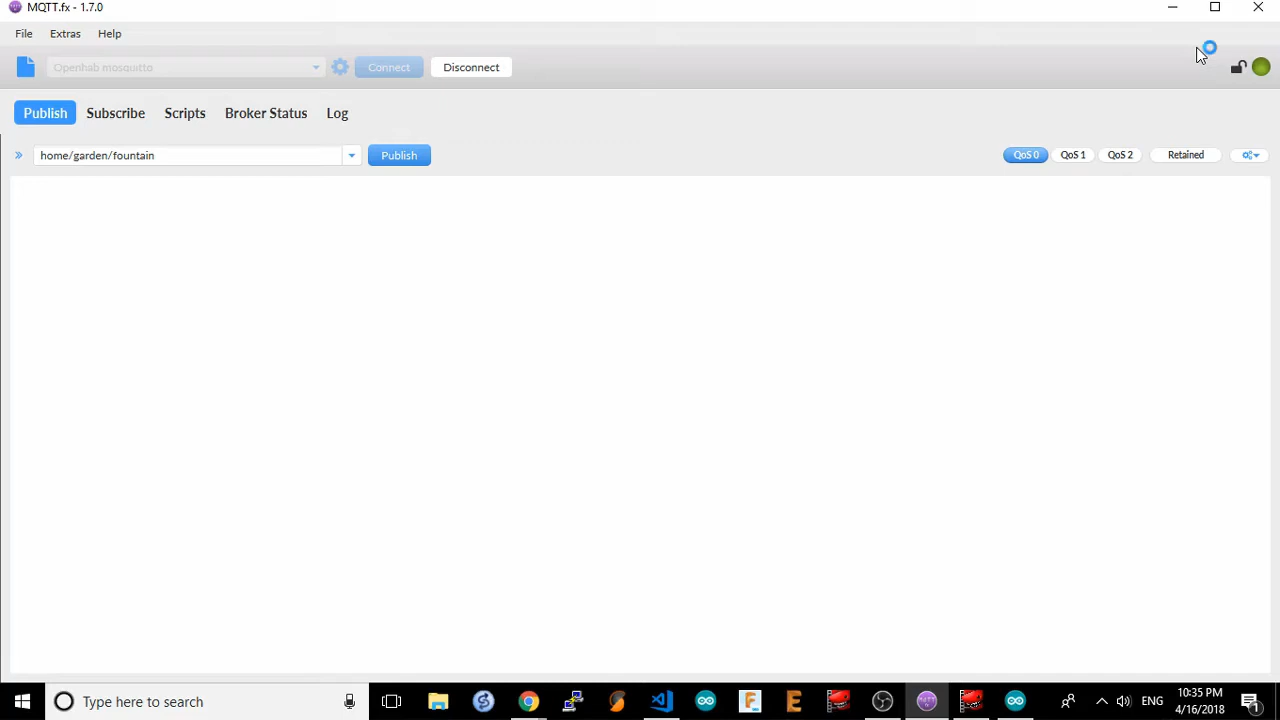 MQTT.fx - 1.7.0
File Extras Help
Openhab mosquitto Connect Disconnect
Publish Subscribe Scripts Broker Status Log
home/garden/fountain Publish QoS 0 QoS 1 QoS 2 Retained
Type here to search ENG 10:35 PM
4/16/2018 1